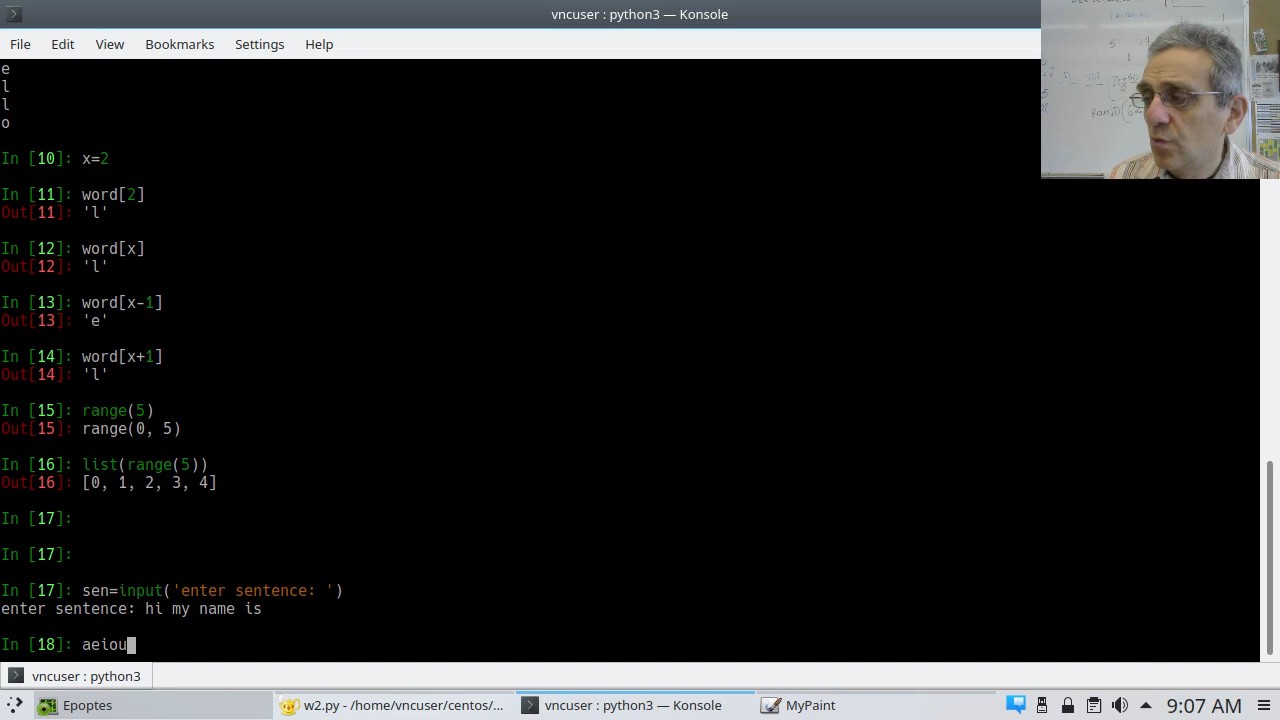 vncuser : python3 — Konsole
File Edit View Bookmarks Settings Help
e
l
l
o
In [10]: x=2
In [11]: word[2]
Out[11]: 'l'
In [12]: word[x]
Out[12]: 'l'
In [13]: word[x-1]
Out[13]: 'e'
In [14]: word[x+1]
Out[14]: 'l'
In [15]: range(5)
Out[15]: range(0, 5)
In [16]: list(range(5))
Out[16]: [0, 1, 2, 3, 4]
In [17]:
In [17]:
In [17]: sen=input('enter sentence: ')
enter sentence: hi my name is
In [18]: aeiou
vncuser : python3
Epoptes
w2.py - /home/vncuser/centos/...
vncuser : python3 — Konsole
MyPaint
9:07 AM